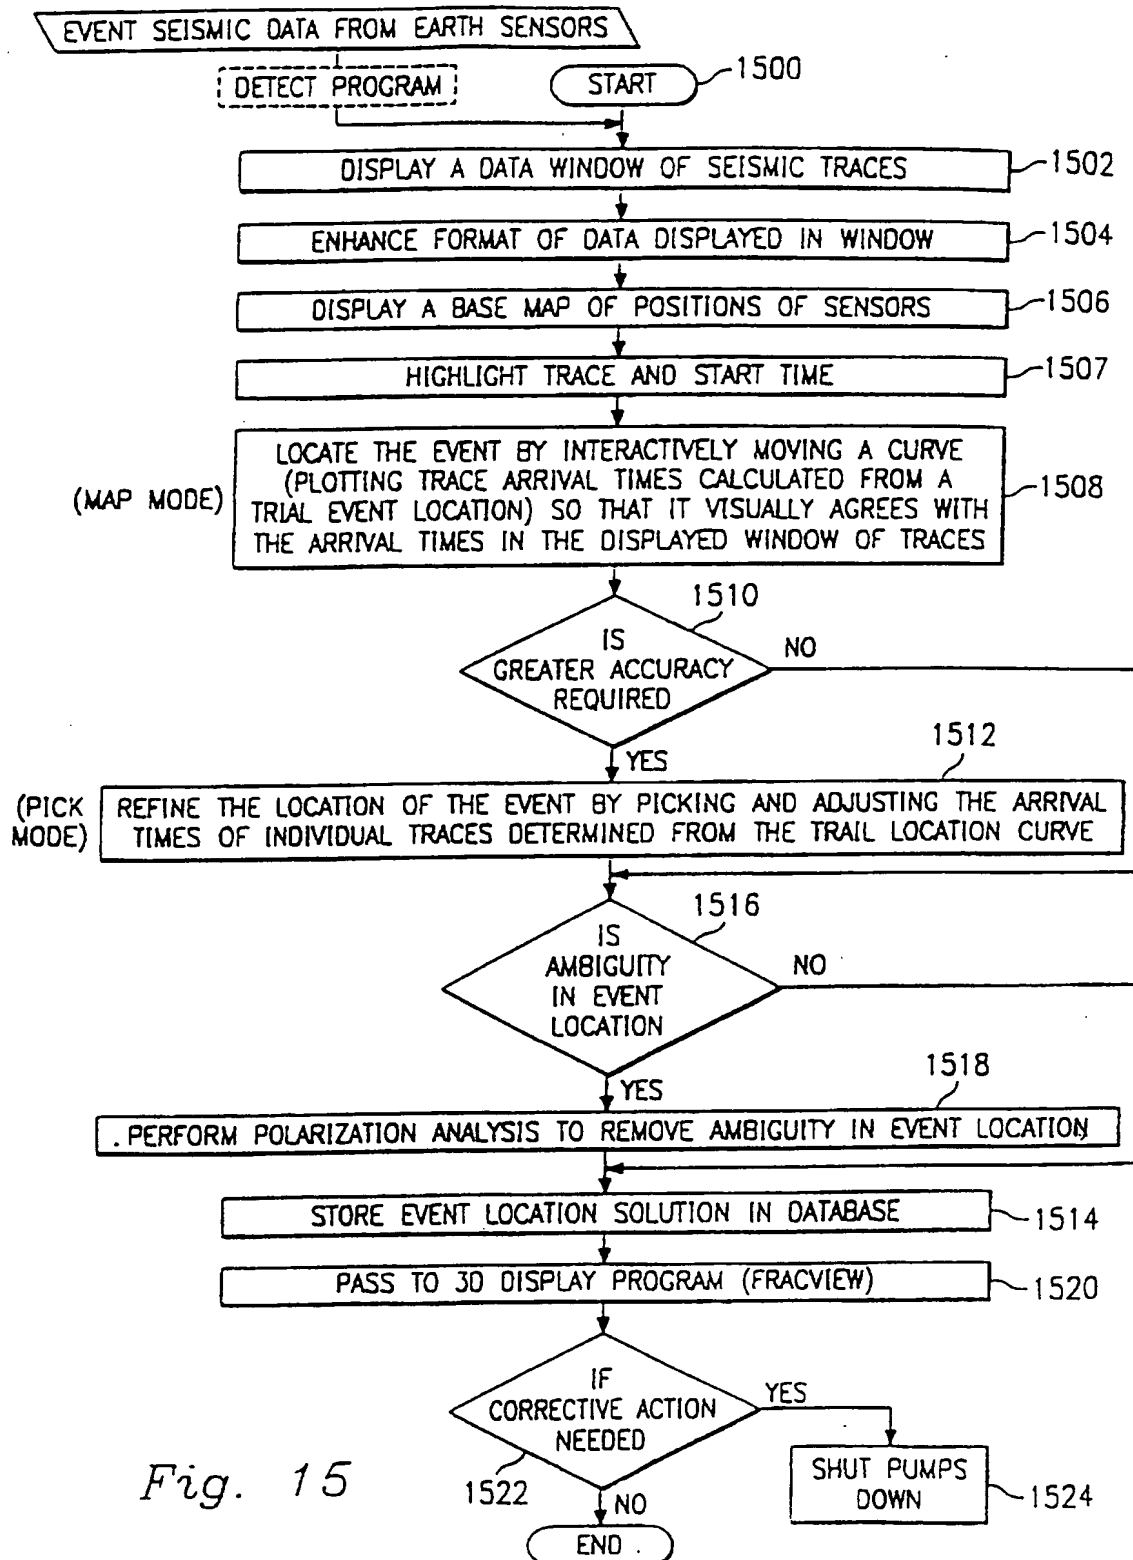 EVENT SEISMIC DATA FROM EARTH SENSORS
DETECT PROGRAM
START
1500
DISPLAY A DATA WINDOW OF SEISMIC TRACES
1502
ENHANCE FORMAT OF DATA DISPLAYED IN WINDOW
1504
DISPLAY A BASE MAP OF POSITIONS OF SENSORS
1506
HIGHLIGHT TRACE AND START TIME
1507
(MAP MODE)
LOCATE THE EVENT BY INTERACTIVELY MOVING A CURVE
(PLOTTING TRACE ARRIVAL TIMES CALCULATED FROM A
TRIAL EVENT LOCATION) SO THAT IT VISUALLY AGREES WITH
THE ARRIVAL TIMES IN THE DISPLAYED WINDOW OF TRACES
1508
1510
IS
GREATER ACCURACY
REQUIRED
NO
YES
1512
(PICK
MODE)
REFINE THE LOCATION OF THE EVENT BY PICKING AND ADJUSTING THE ARRIVAL
TIMES OF INDIVIDUAL TRACES DETERMINED FROM THE TRAIL LOCATION CURVE
1516
IS
AMBIGUITY
IN EVENT
LOCATION
NO
YES
1518
PERFORM POLARIZATION ANALYSIS TO REMOVE AMBIGUITY IN EVENT LOCATION
STORE EVENT LOCATION SOLUTION IN DATABASE
1514
PASS TO 3D DISPLAY PROGRAM (FRACVIEW)
1520
IF
CORRECTIVE ACTION
NEEDED
YES
1522
NO
SHUT PUMPS
DOWN
1524
END
Fig. 15